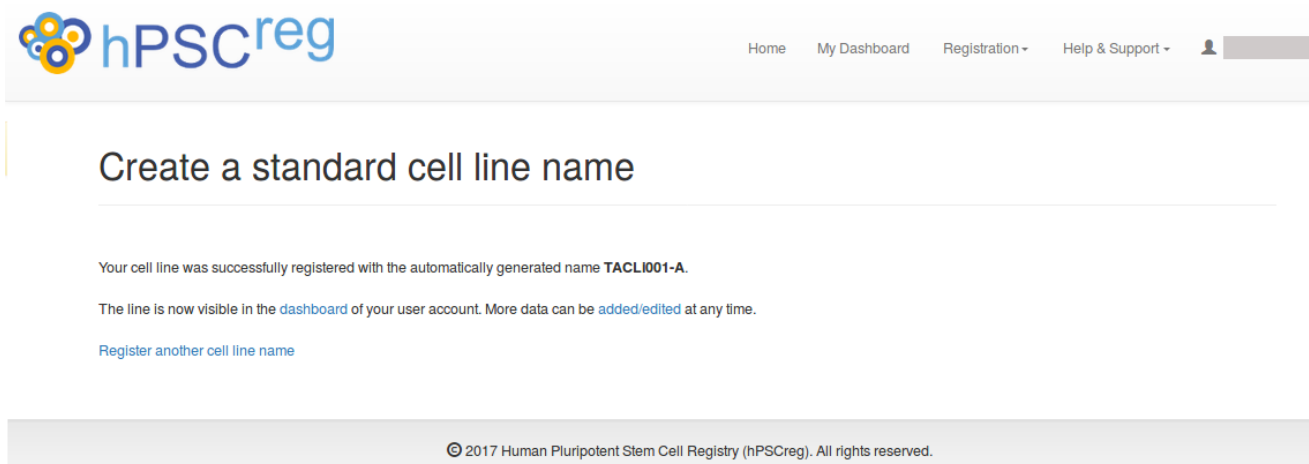 hPSCreg
Home My Dashboard Registration Help & Support
Create a standard cell line name
Your cell line was successfully registered with the automatically generated name TACLI001-A.
The line is now visible in the dashboard of your user account. More data can be added/edited at any time.
Register another cell line name
© 2017 Human Pluripotent Stem Cell Registry (hPSCreg). All rights reserved.